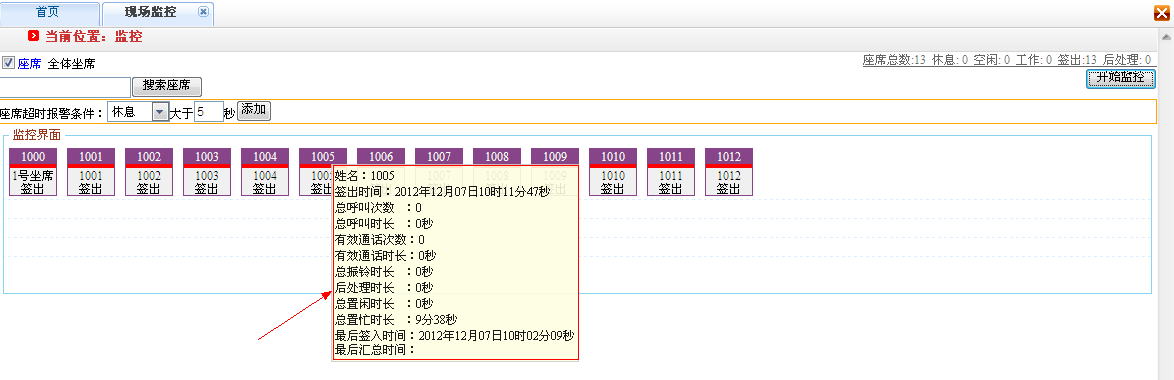 首页 现场监控
当前位置：监控
座席 全体坐席
座席总数:13 休息: 0 空闲: 0 工作: 0 签出:13 后处理: 0
搜索座席
开始监控
座席超时报警条件： 休息 大于 5 秒 添加
监控界面
1000 1001 1002 1003 1004 1005 1006 1007 1008 1009 1010 1011 1012
1号坐席 1001 1002 1003 1004 1010 1011 1012
签出 签出 签出 签出 签出 签出 签出 签出
姓名：1005
签出时间：2012年12月07日10时11分47秒
总呼叫次数 ：0
总呼叫时长 ：0秒
有效通话次数：0
有效通话时长：0秒
总振铃时长 ：0秒
后处理时长 ：0秒
总置闲时长 ：0秒
总置忙时长 ：9分38秒
最后签入时间：2012年12月07日10时02分09秒
最后汇总时间：